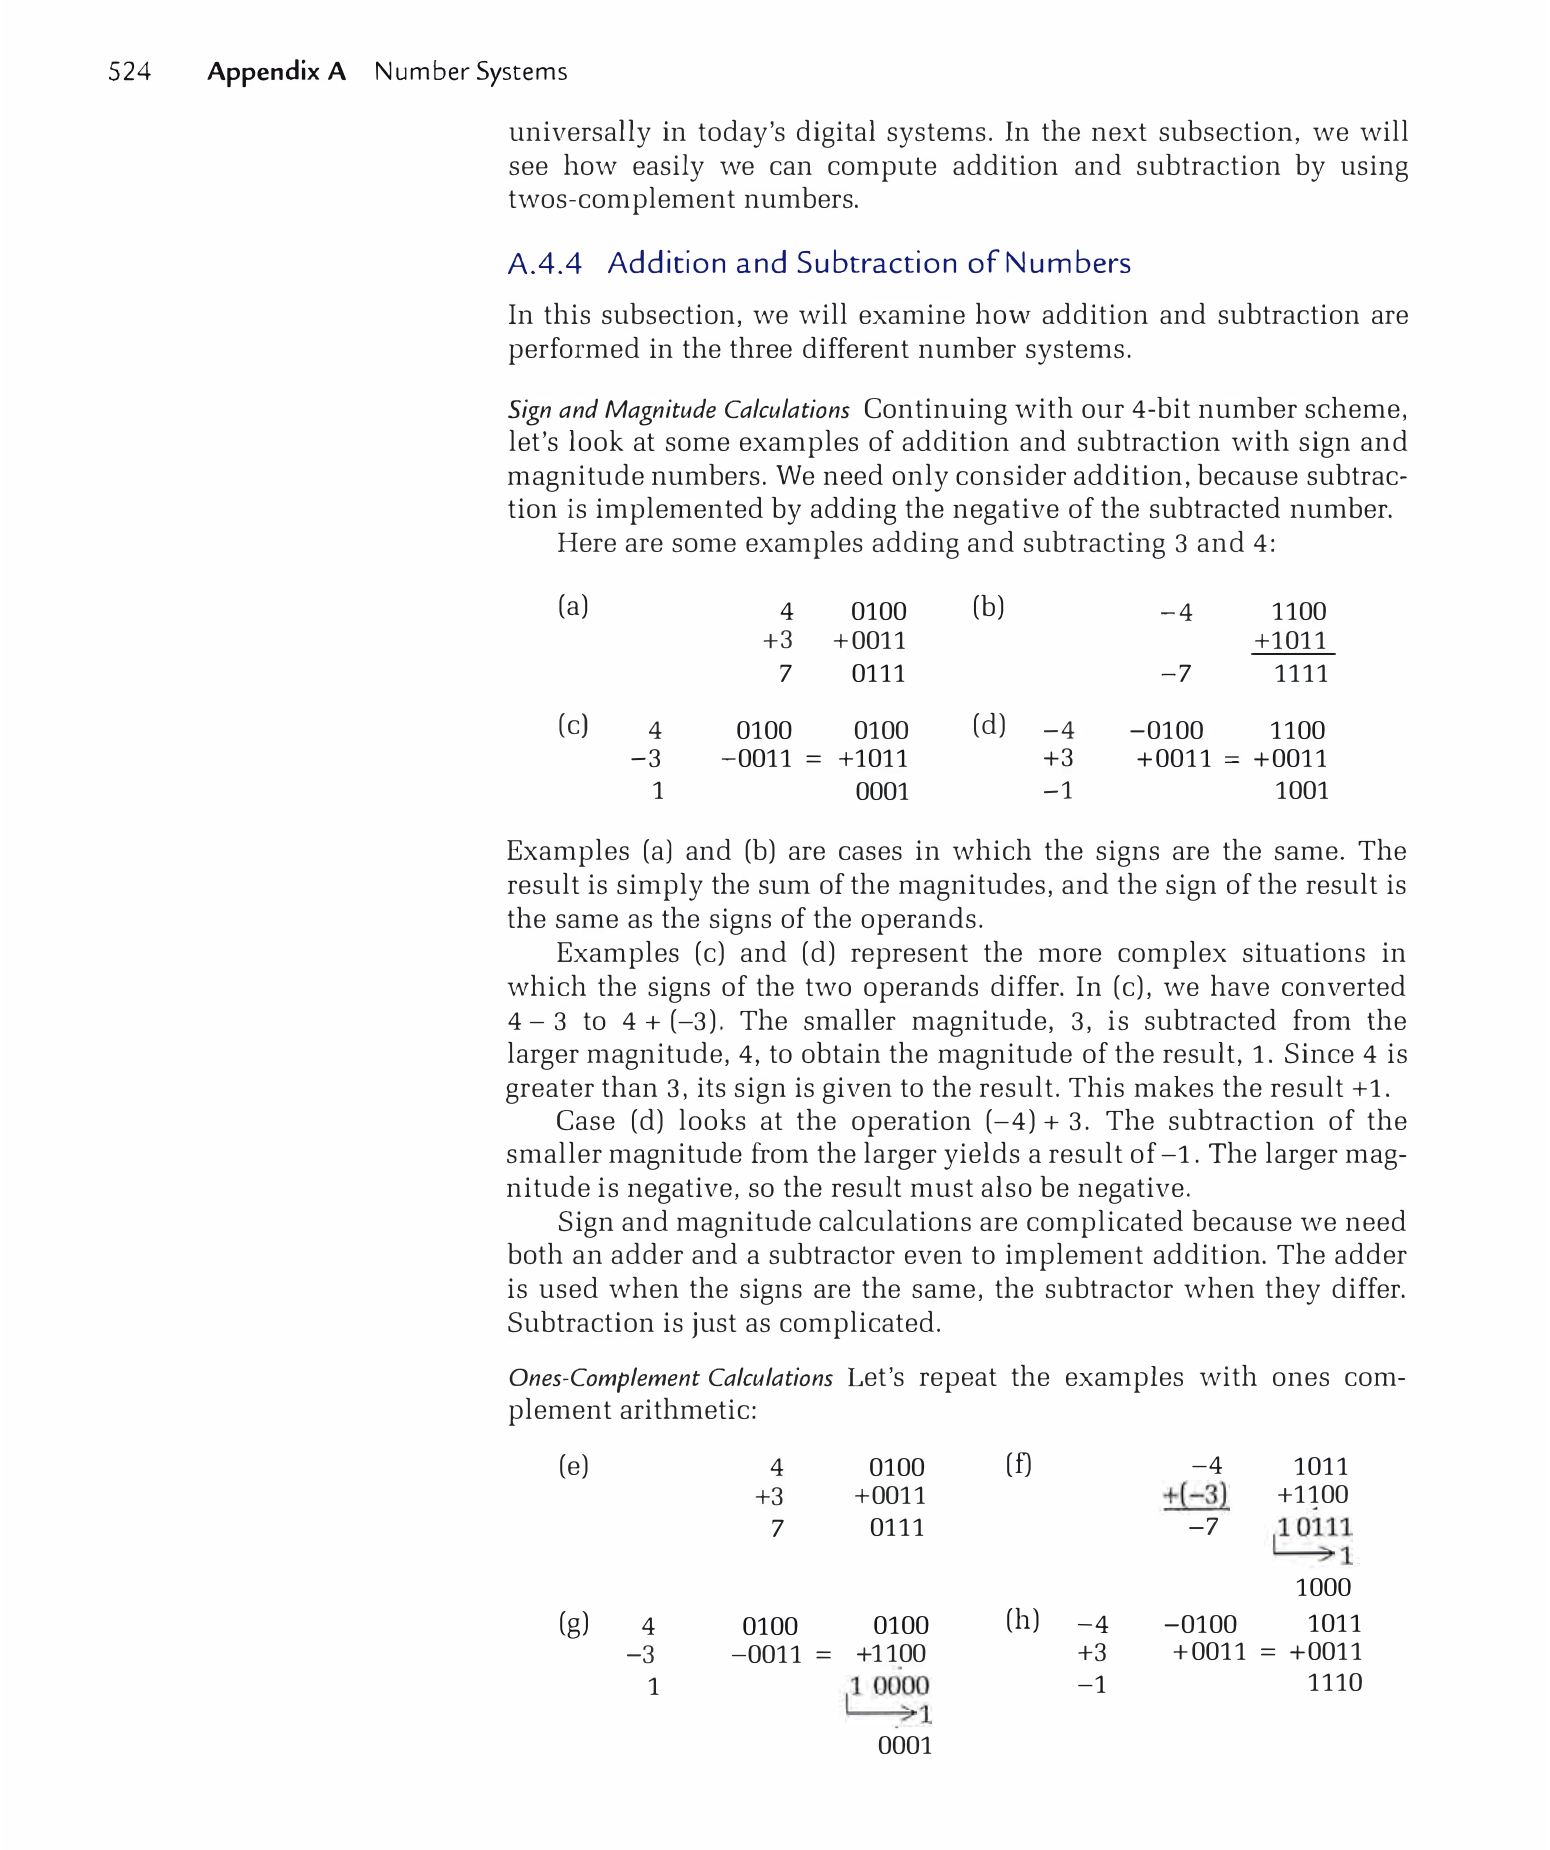 524 Appendix A Number Systems
universally in today's digital systems. In the next subsection, we will
see how easily we can compute addition and subtraction by using
twos-complement numbers.
A.4.4 Addition and Subtraction of Numbers
In this subsection, we will examine how addition and subtraction are
performed in the three different number systems.
Sign and Magnitude Calculations Continuing with our 4-bit number scheme,
let's look at some examples of addition and subtraction with sign and
magnitude numbers. We need only consider addition, because subtrac-
tion is implemented by adding the negative of the subtracted number.
Here are some examples adding and subtracting 3 and 4:
(a) 4 0100 (b) −4 1100
+3 +0011 +1011
7 0111 −7 1111
(c) 4 0100 0100 (d) −4 −0100 1100
−3 −0011 = +1011 +3 +0011 = +0011
1 0001 −1 1001
Examples (a) and (b) are cases in which the signs are the same. The
result is simply the sum of the magnitudes, and the sign of the result is
the same as the signs of the operands.
Examples (c) and (d) represent the more complex situations in
which the signs of the two operands differ. In (c), we have converted
4 − 3 to 4 + (−3). The smaller magnitude, 3, is subtracted from the
larger magnitude, 4, to obtain the magnitude of the result, 1. Since 4 is
greater than 3, its sign is given to the result. This makes the result +1.
Case (d) looks at the operation (−4) + 3. The subtraction of the
smaller magnitude from the larger yields a result of −1. The larger mag-
nitude is negative, so the result must also be negative.
Sign and magnitude calculations are complicated because we need
both an adder and a subtractor even to implement addition. The adder
is used when the signs are the same, the subtractor when they differ.
Subtraction is just as complicated.
Ones-Complement Calculations Let's repeat the examples with ones com-
plement arithmetic:
(e) 4 0100 (f) −4 1011
+3 +0011 +(−3) +1100
7 0111 −7 1 0111
1
1000
(g) 4 0100 0100 (h) −4 −0100 1011
−3 −0011 = +1100 +3 +0011 = +0011
1 1 0000 −1 1110
1
0001